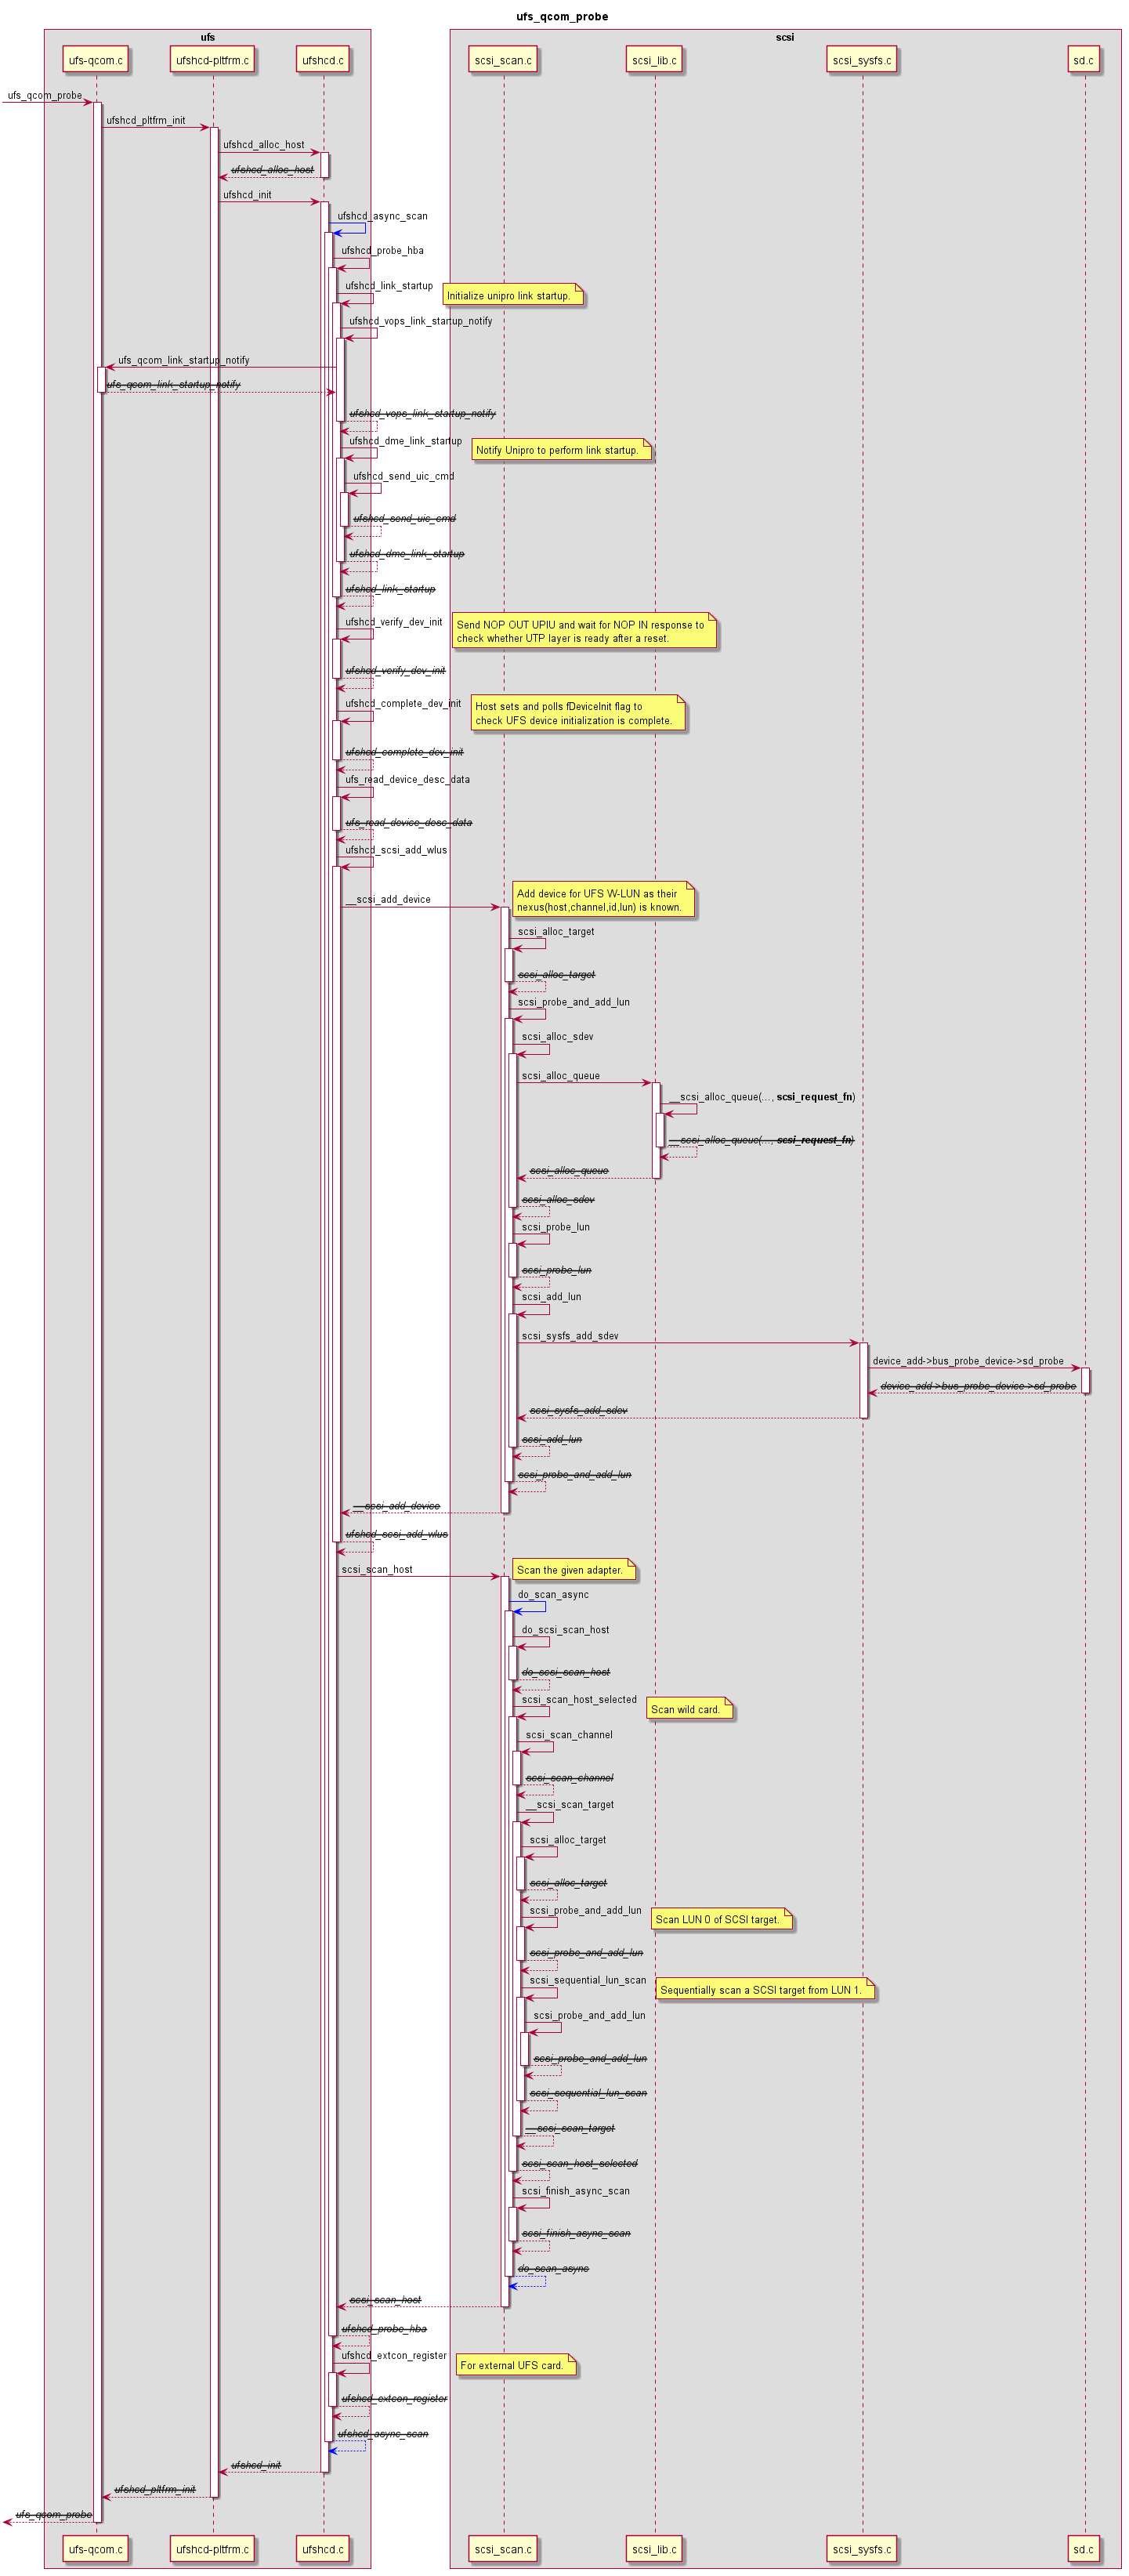 ufs_qcom_probe
ufs
scsi
ufs-qcom.c
ufshcd-pltfrm.c
ufshcd.c
scsi_scan.c
scsi_lib.c
scsi_sysfs.c
sd.c
ufs_qcom_probe
ufshcd_pltfrm_init
ufshcd_alloc_host
ufshcd_alloc_host
ufshcd_init
ufshcd_async_scan
ufshcd_probe_hba
ufshcd_link_startup
Initialize unipro link startup.
ufshcd_vops_link_startup_notify
ufs_qcom_link_startup_notify
ufs_qcom_link_startup_notify
ufshcd_vops_link_startup_notify
ufshcd_dme_link_startup
Notify Unipro to perform link startup.
ufshcd_send_uic_cmd
ufshcd_send_uic_cmd
ufshcd_dme_link_startup
ufshcd_link_startup
ufshcd_verify_dev_init
Send NOP OUT UPIU and wait for NOP IN response to
check whether UTP layer is ready after a reset.
ufshcd_verify_dev_init
ufshcd_complete_dev_init
Host sets and polls fDeviceInit flag to
check UFS device initialization is complete.
ufshcd_complete_dev_init
ufs_read_device_desc_data
ufs_read_device_desc_data
ufshcd_scsi_add_wlus
Add device for UFS W-LUN as their
nexus(host,channel,id,lun) is known.
__scsi_add_device
scsi_alloc_target
scsi_alloc_target
scsi_probe_and_add_lun
scsi_alloc_sdev
scsi_alloc_queue
__scsi_alloc_queue(..., scsi_request_fn)
__scsi_alloc_queue(..., scsi_request_fn)
scsi_alloc_queue
scsi_alloc_sdev
scsi_probe_lun
scsi_probe_lun
scsi_add_lun
scsi_sysfs_add_sdev
device_add->bus_probe_device->sd_probe
device_add->bus_probe_device->sd_probe
scsi_sysfs_add_sdev
scsi_add_lun
scsi_probe_and_add_lun
__scsi_add_device
ufshcd_scsi_add_wlus
scsi_scan_host
Scan the given adapter.
do_scan_async
do_scsi_scan_host
do_scsi_scan_host
scsi_scan_host_selected
Scan wild card.
scsi_scan_channel
scsi_scan_channel
__scsi_scan_target
scsi_alloc_target
scsi_alloc_target
scsi_probe_and_add_lun
Scan LUN 0 of SCSI target.
scsi_probe_and_add_lun
scsi_sequential_lun_scan
Sequentially scan a SCSI target from LUN 1.
scsi_probe_and_add_lun
scsi_probe_and_add_lun
scsi_sequential_lun_scan
__scsi_scan_target
scsi_scan_host_selected
scsi_finish_async_scan
scsi_finish_async_scan
do_scan_async
scsi_scan_host
ufshcd_probe_hba
ufshcd_extcon_register
For external UFS card.
ufshcd_extcon_register
ufshcd_async_scan
ufshcd_init
ufshcd_pltfrm_init
ufs_qcom_probe
ufs-qcom.c
ufshcd-pltfrm.c
ufshcd.c
scsi_scan.c
scsi_lib.c
scsi_sysfs.c
sd.c